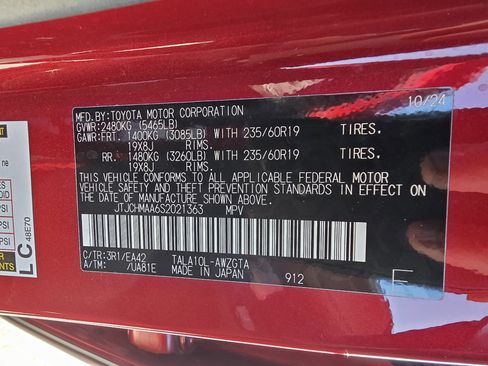 MFD.BY:TOYOTA MOTOR CORPORATION 10/24
GVWR:2480KG (5465LB)
GAWR:FRT. 1400KG (3085LB) WITH 235/60R19 TIRES.
19X8J RIMS.
RR. 1480KG (3260LB) WITH 235/60R19 TIRES.
19X8J RIMS.
THIS VEHICLE CONFORMS TO ALL APPLICABLE FEDERAL MOTOR
VEHICLE SAFETY AND THEFT PREVENTION STANDARDS IN EFFECT ON
THE DATE OF MANUFACTURE SHOWN ABOVE.
JTJCHMAA6S2021363 MPV
C/TR:3R1/EA42 TALA10L-AWZGTA
A/TM: /UA81E MADE IN JAPAN 912 E
LC
48E70